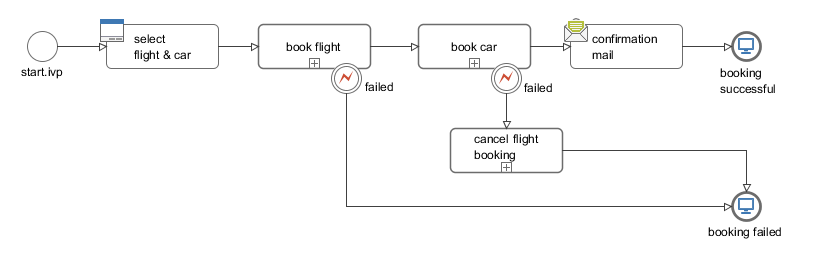 select
flight & car
book flight
book car
confirmation
mail
start.ivp
booking
successful
failed
failed
cancel flight
booking
booking failed